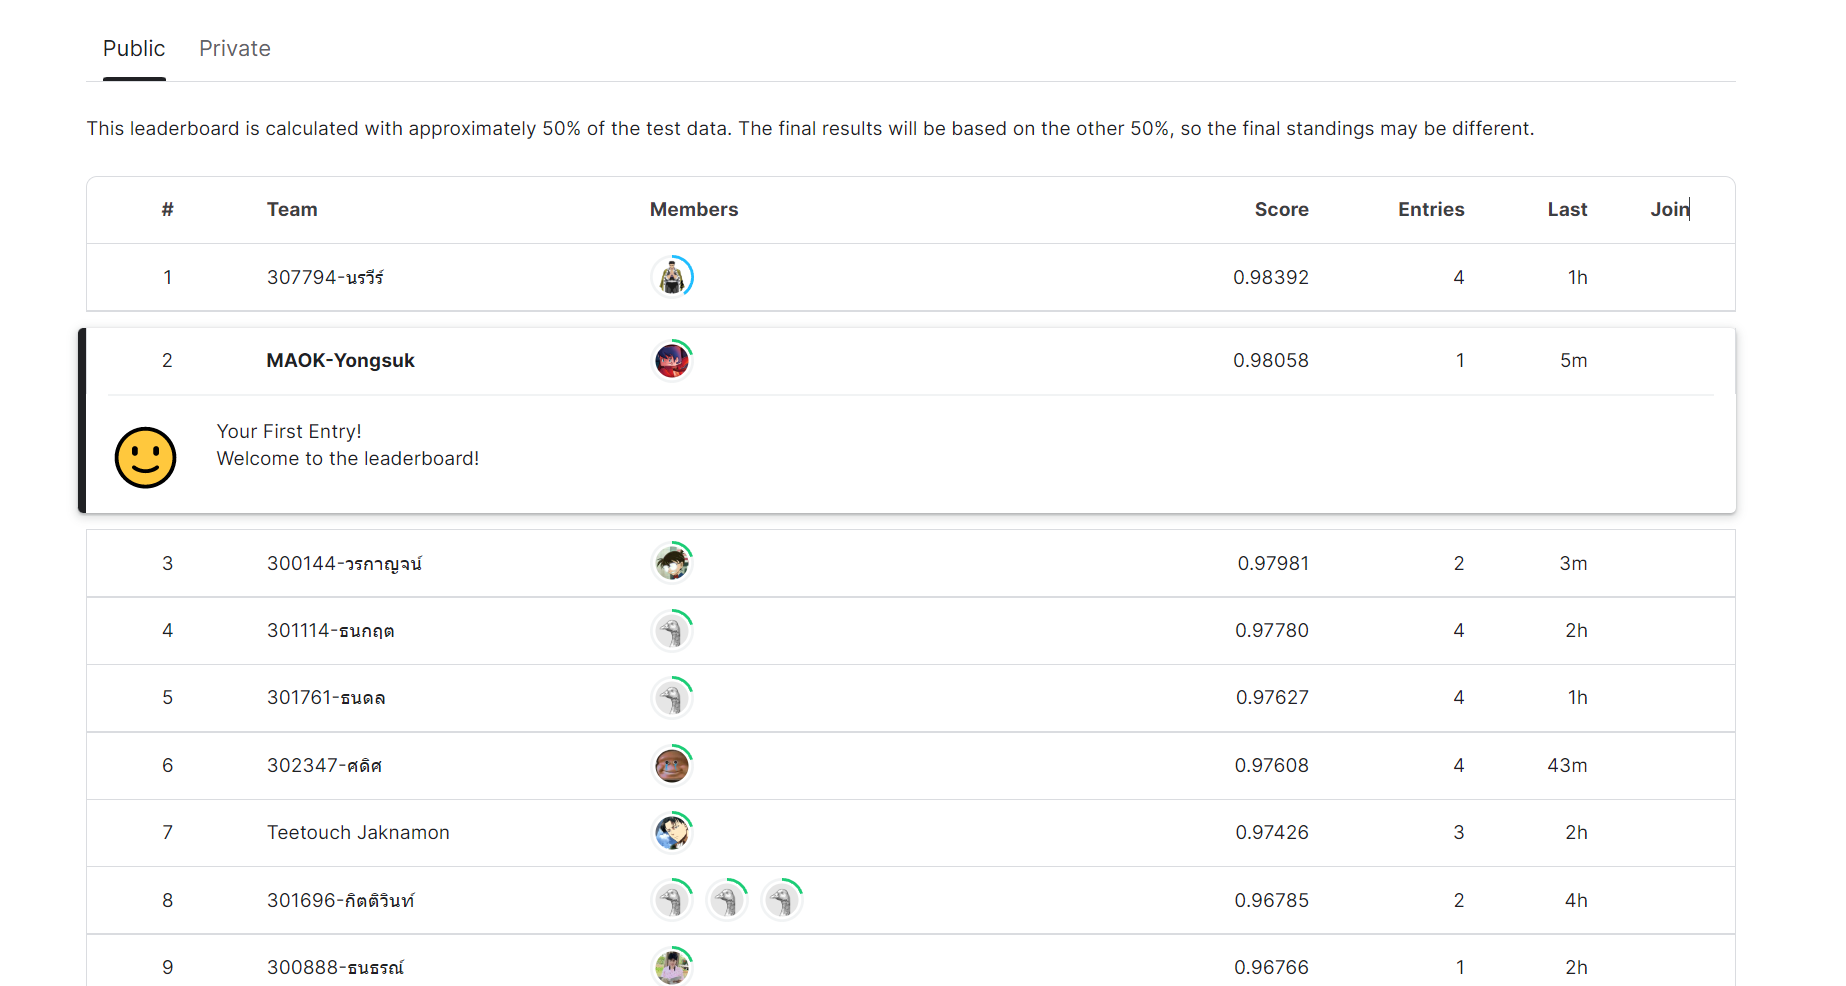 Public Private
This leaderboard is calculated with approximately 50% of the test data. The final results will be based on the other 50%, so the final standings may be different.
# Team Members Score Entries Last Join
1 307794-นรวีร์ 0.98392 4 1h
2 MAOK-Yongsuk 0.98058 1 5m
Your First Entry!
Welcome to the leaderboard!
3 300144-วรกาญจน์ 0.97981 2 3m
4 301114-ธนกฤต 0.97780 4 2h
5 301761-ธนดล 0.97627 4 1h
6 302347-ศดิศ 0.97608 4 43m
7 Teetouch Jaknamon 0.97426 3 2h
8 301696-กิตติวินท์ 0.96785 2 4h
9 300888-ธนธรณ์ 0.96766 1 2h